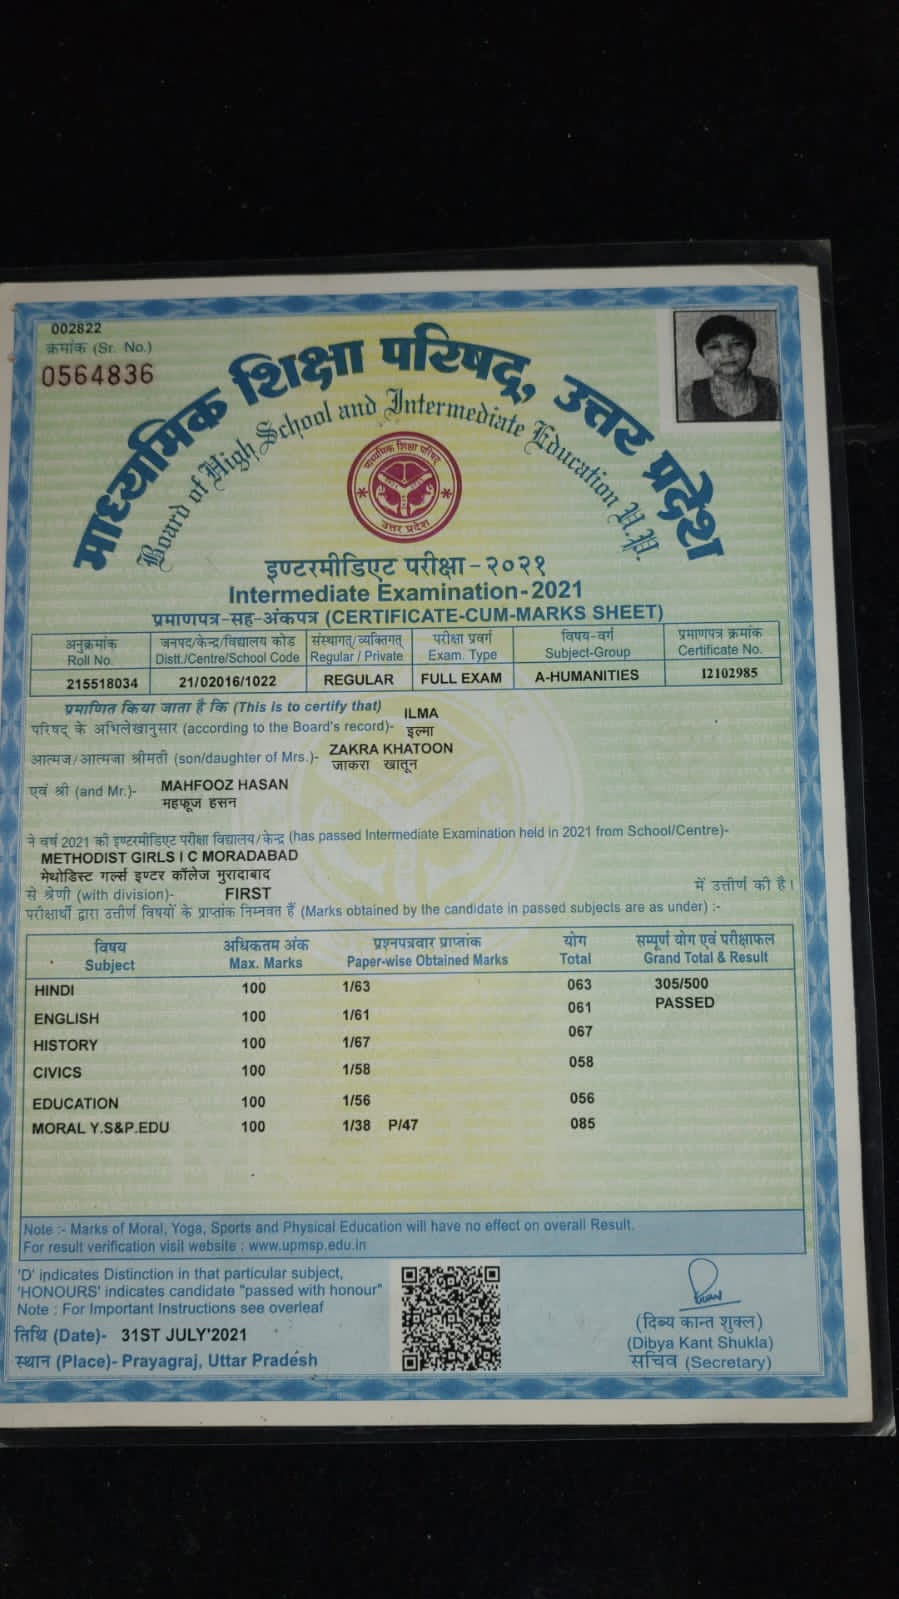 002822
क्रमांक (Sr. No.)
0564836
माध्यमिक शिक्षा परिषद्, उत्तर प्रदेश
Board of High School and Intermediate Education U.P.
माध्यमिक शिक्षा परिषद
उत्तर प्रदेश
इण्टरमीडिएट परीक्षा-२०२१
Intermediate Examination-2021
प्रमाणपत्र-सह-अंकपत्र (CERTIFICATE-CUM-MARKS SHEET)
अनुक्रमांक जनपद/केन्द्र/विद्यालय कोड संस्थागत/व्यक्तिगत् परीक्षा प्रवर्ग विषय-वर्ग प्रमाणपत्र क्रमांक
Roll No. Distt./Centre/School Code Regular / Private Exam. Type Subject-Group Certificate No.
215518034 21/02016/1022 REGULAR FULL EXAM A-HUMANITIES I2102985
प्रमाणित किया जाता है कि (This is to certify that) ILMA
परिषद् के अभिलेखानुसार (according to the Board's record)- इल्मा
आत्मज/आत्मजा श्रीमती (son/daughter of Mrs.)- ZAKRA KHATOON
जाकरा खातून
एवं श्री (and Mr.)- MAHFOOZ HASAN
महफूज हसन
ने वर्ष 2021 की इण्टरमीडिएट परीक्षा विद्यालय/केन्द्र (has passed Intermediate Examination held in 2021 from School/Centre)-
METHODIST GIRLS I C MORADABAD
मेथोडिस्ट गर्ल्स इण्टर कॉलेज मुरादाबाद
से श्रेणी (with division)- FIRST में उत्तीर्ण की है।
परीक्षार्थी द्वारा उत्तीर्ण विषयों के प्राप्तांक निम्नवत हैं (Marks obtained by the candidate in passed subjects are as under) :-
विषय अधिकतम अंक प्रश्नपत्रवार प्राप्तांक योग सम्पूर्ण योग एवं परीक्षाफल
Subject Max. Marks Paper-wise Obtained Marks Total Grand Total & Result
HINDI 100 1/63 063 305/500
ENGLISH 100 1/61 061 PASSED
HISTORY 100 1/67 067
CIVICS 100 1/58 058
EDUCATION 100 1/56 056
MORAL Y.S&P.EDU 100 1/38 P/47 085
Note :- Marks of Moral, Yoga, Sports and Physical Education will have no effect on overall Result.
For result verification visit website : www.upmsp.edu.in
'D' indicates Distinction in that particular subject,
'HONOURS' indicates candidate "passed with honour"
Note : For Important Instructions see overleaf
तिथि (Date)- 31ST JULY'2021
स्थान (Place)- Prayagraj, Uttar Pradesh
(दिब्य कान्त शुक्ल)
(Dibya Kant Shukla)
सचिव (Secretary)